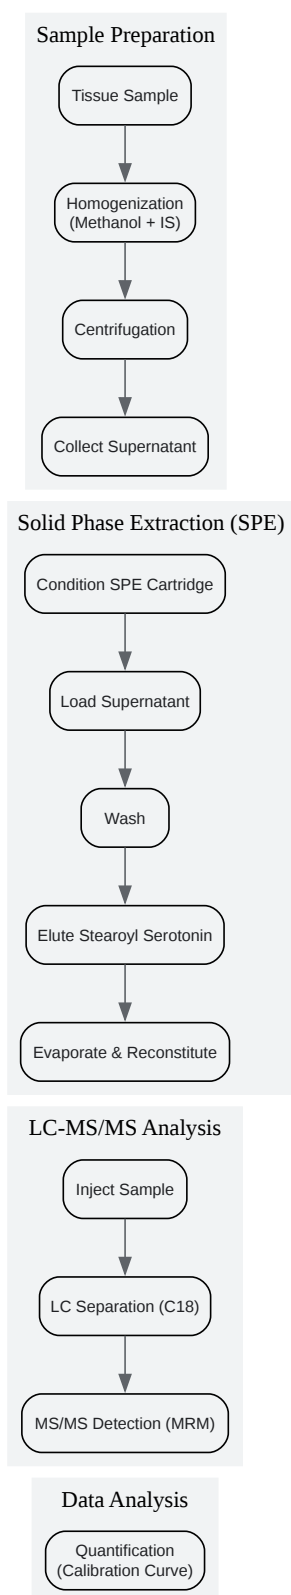 Sample Preparation
Tissue Sample
Homogenization
(Methanol + IS)
Centrifugation
Collect Supernatant
Solid Phase Extraction (SPE)
Condition SPE Cartridge
Load Supernatant
Wash
Elute Stearoyl Serotonin
Evaporate & Reconstitute
LC-MS/MS Analysis
Inject Sample
LC Separation (C18)
MS/MS Detection (MRM)
Data Analysis
Quantification
(Calibration Curve)